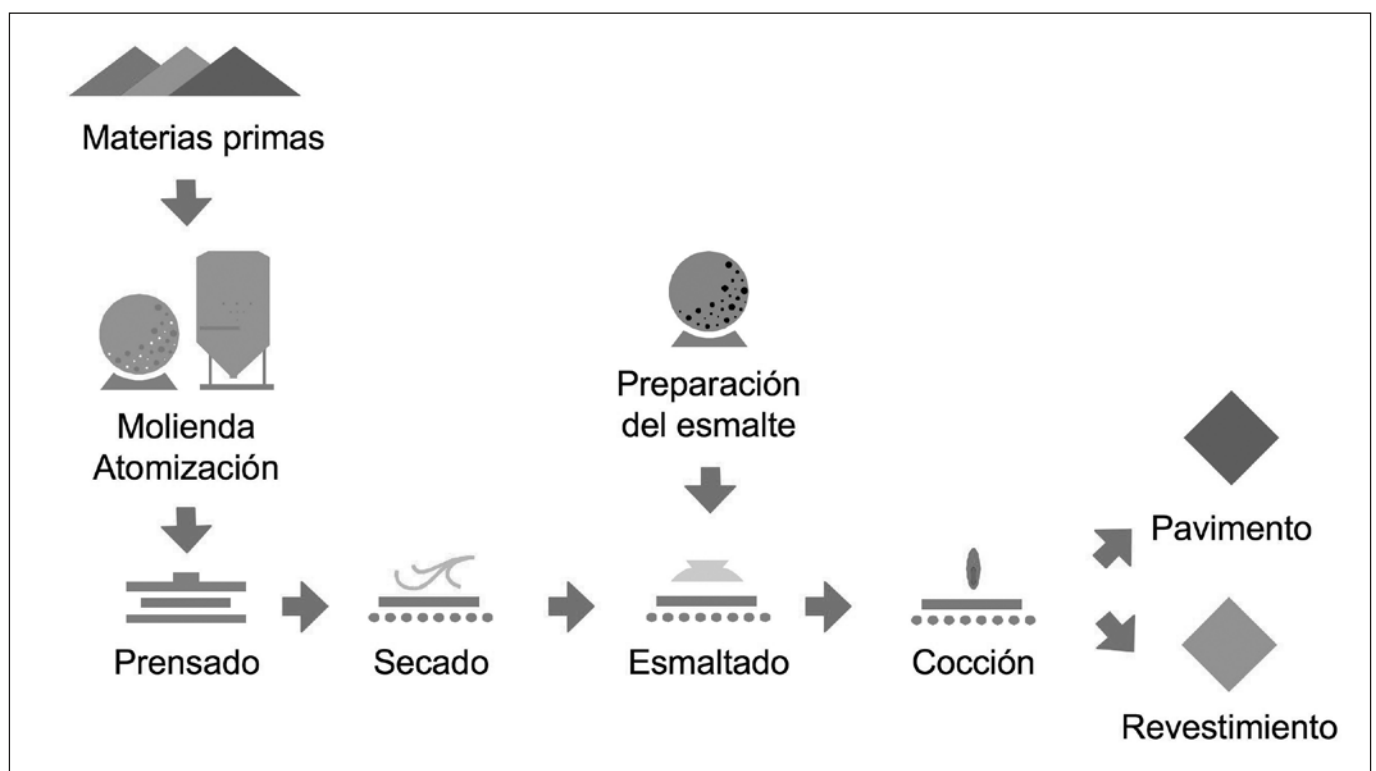 Materias primas
Molienda
Atomización
Prensado
Secado
Preparación
del esmalte
Esmaltado
Cocción
Pavimento
Revestimiento